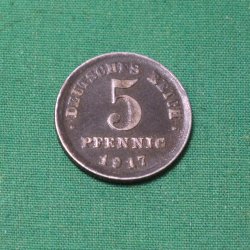 DEUTSCHES REICH
5
PFENNIG
1917